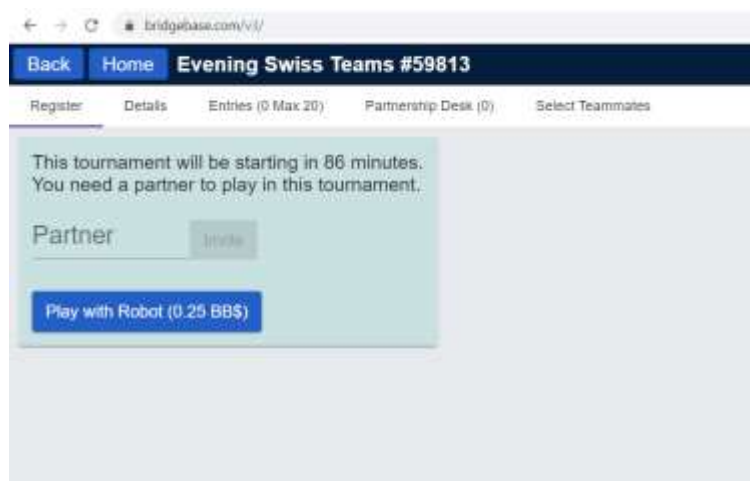 bridgebase.com/v3/
Back Home Evening Swiss Teams #59813
Register Details Entries (0 Max 20) Partnership Desk (0) Select Teammates
This tournament will be starting in 86 minutes.
You need a partner to play in this tournament.
Partner Invite
Play with Robot (0.25 BB$)